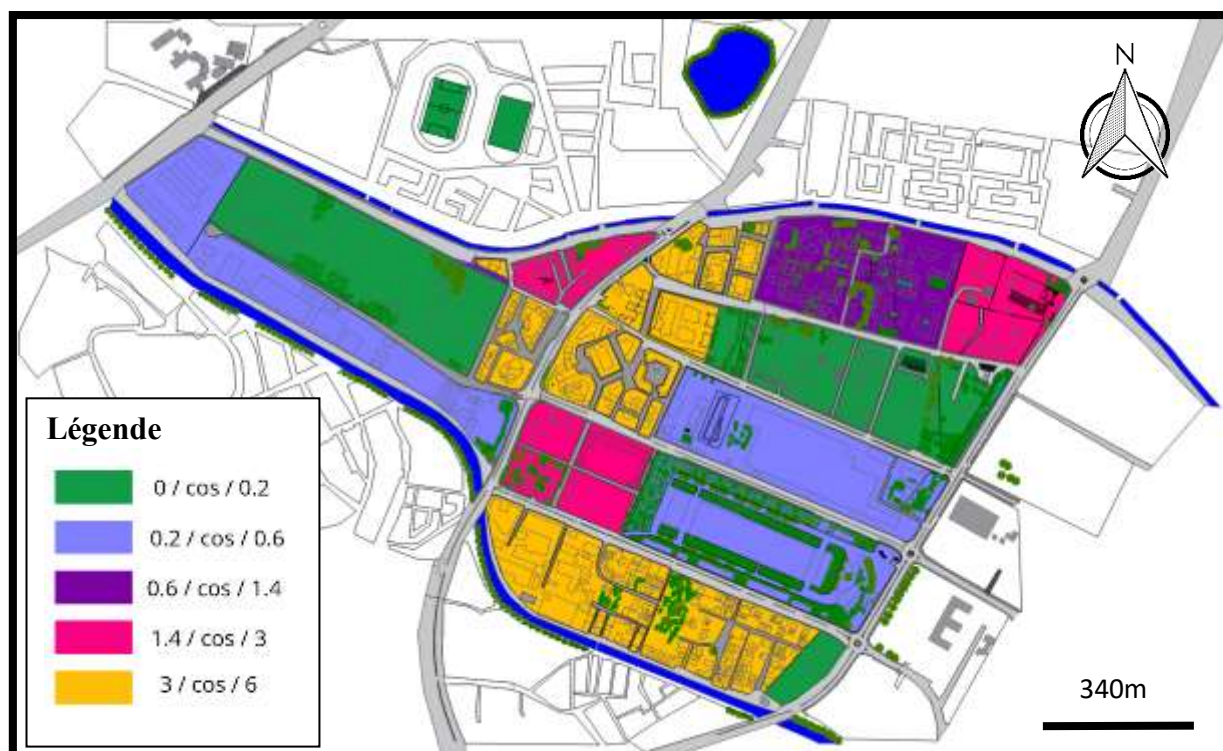 N
Légende
0 / cos / 0.2
0.2 / cos / 0.6
0.6 / cos / 1.4
1.4 / cos / 3
3 / cos / 6
340m